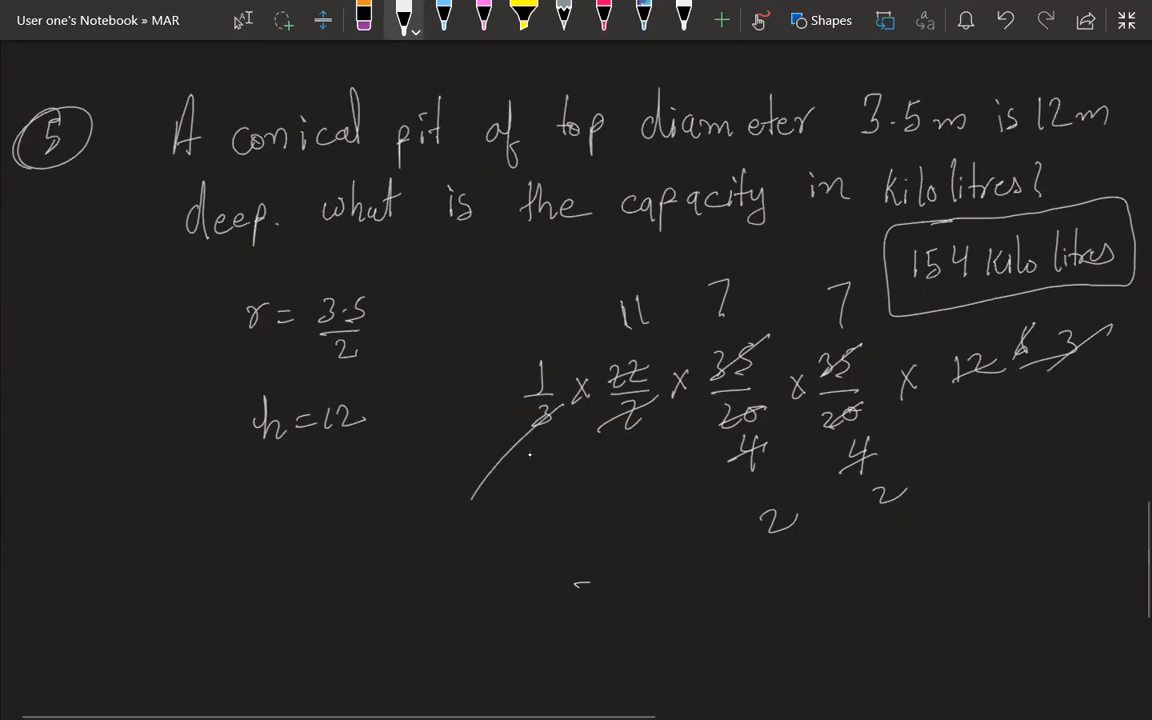 User one's Notebook » MAR
Shapes
5 A conical pit of top diameter 3.5m is 12m
deep. what is the capacity in kilolitres?
154 kilo litres
r = 3.5/2
11 7 7
1/3 × 22/7 × 35/20 × 35/20 × 12 6 3
h = 12
4 4
2 2